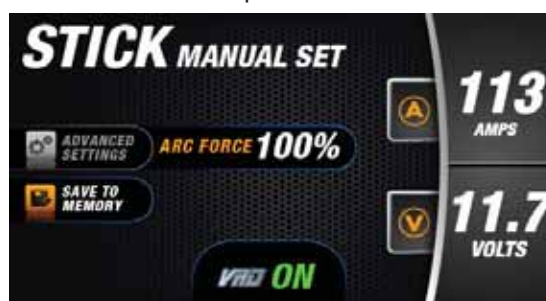 STICK MANUAL SET
A
113
AMPS
ADVANCED
SETTINGS
ARC FORCE 100%
SAVE TO
MEMORY
V
11.7
VOLTS
VRD ON